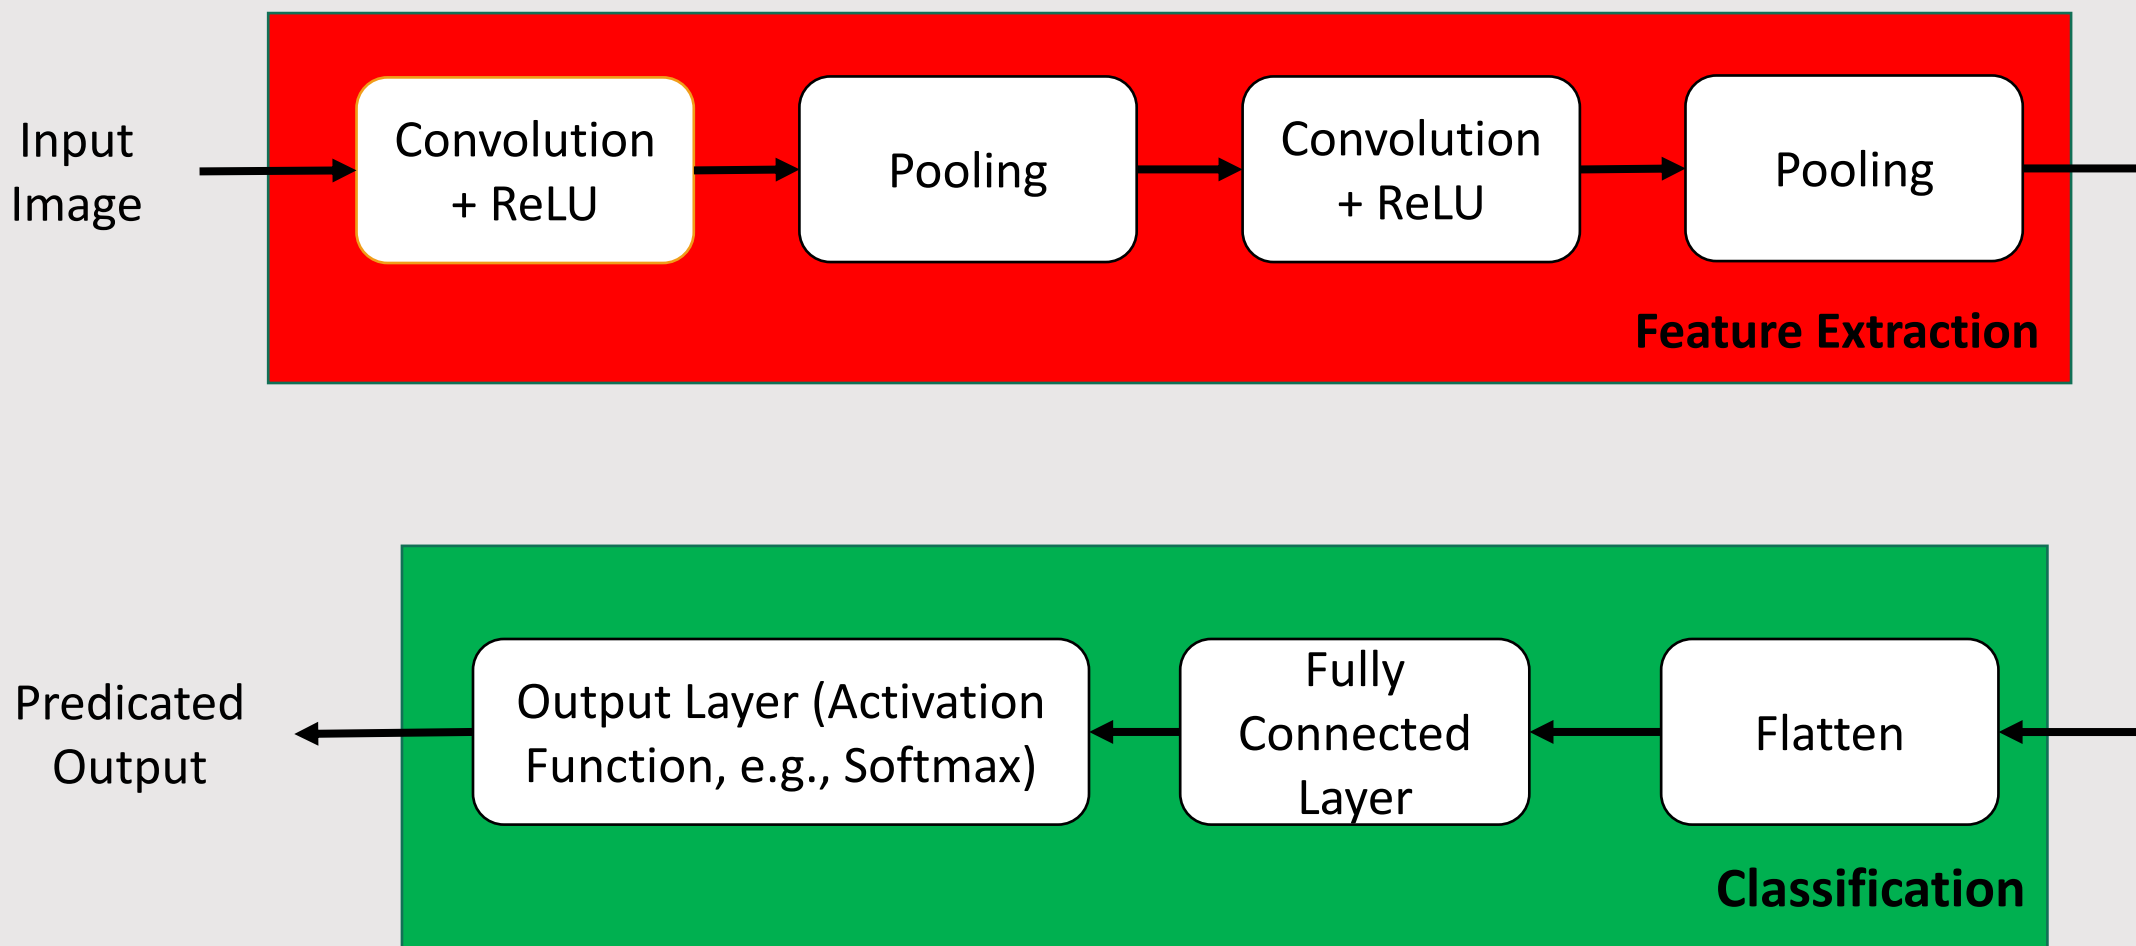 Input
Image
Convolution
+ ReLU
Pooling
Convolution
+ ReLU
Pooling
Feature Extraction
Predicated
Output
Output Layer (Activation
Function, e.g., Softmax)
Fully
Connected
Layer
Flatten
Classification